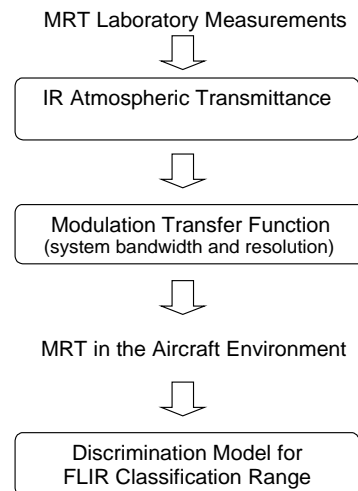 MRT Laboratory Measurements
IR Atmospheric Transmittance
Modulation Transfer Function
(system bandwidth and resolution)
MRT in the Aircraft Environment
Discrimination Model for
FLIR Classification Range